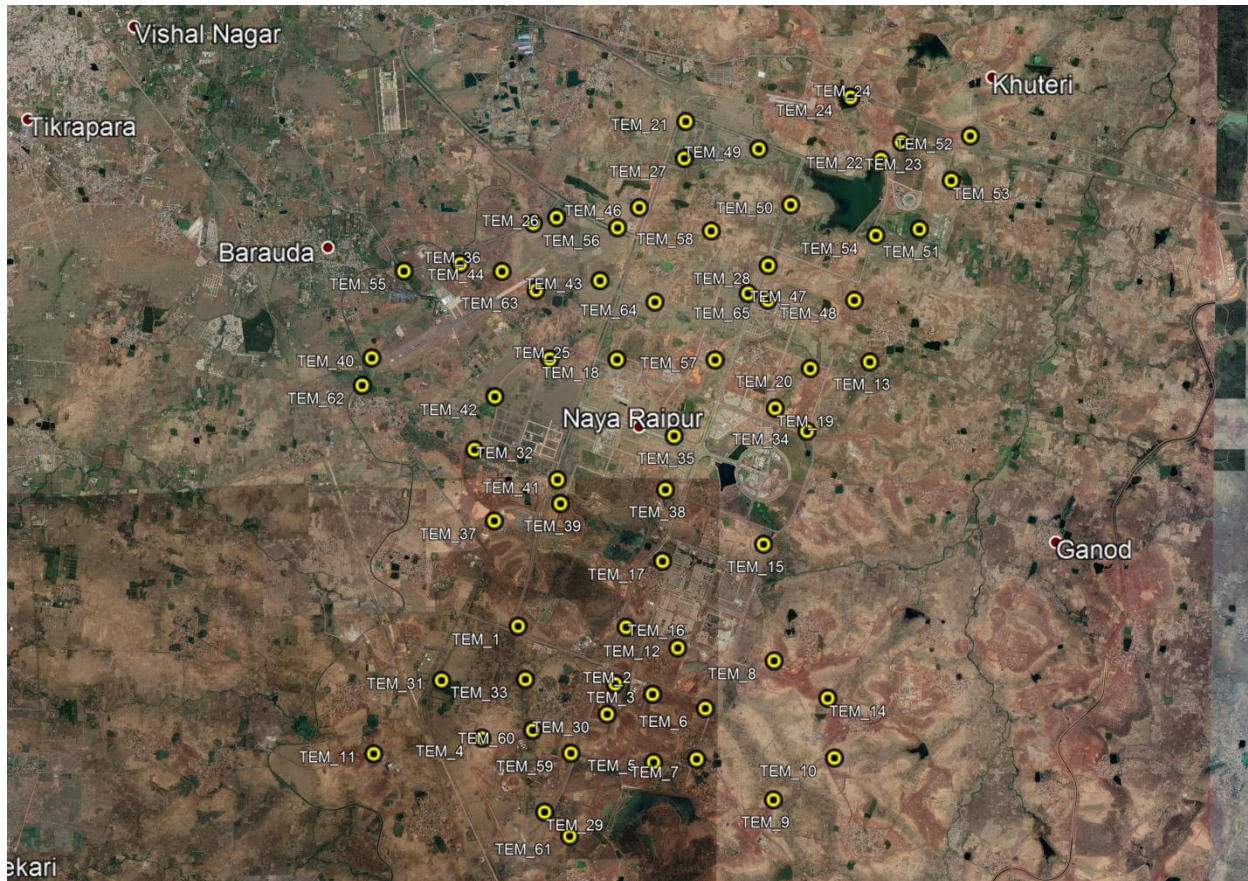 Vishal Nagar
Khuteri
TEM_24
TEM_24
Tikrapara
TEM_21
TEM_49
TEM_52
TEM_22
TEM_23
TEM_27
TEM_53
TEM_46
TEM_50
TEM_26
TEM_56
TEM_58
TEM_54
TEM_51
Barauda
TEM_36
TEM_44
TEM_55
TEM_28
TEM_43
TEM_63
TEM_47
TEM_64
TEM_65
TEM_48
TEM_40
TEM_25
TEM_18
TEM_57
TEM_20
TEM_13
TEM_62
TEM_42
Naya Raipur
TEM_19
TEM_34
TEM_32
TEM_35
TEM_41
TEM_38
TEM_39
TEM_37
Ganod
TEM_15
TEM_17
TEM_1
TEM_16
TEM_12
TEM_8
TEM_31
TEM_33
TEM_2
TEM_3
TEM_6
TEM_14
TEM_30
TEM_60
TEM_4
TEM_11
TEM_59
TEM_5
TEM_7
TEM_10
TEM_9
TEM_29
TEM_61
ekari